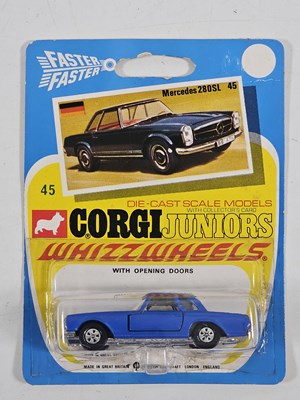 FASTER
FASTER
Mercedes 280SL 45
45
DIE-CAST SCALE MODELS
WITH COLLECTOR'S CARD
CORGI JUNIORS
WHIZZWHEELS
WITH OPENING DOORS
MADE IN GREAT BRITAIN
LONDON, ENGLAND